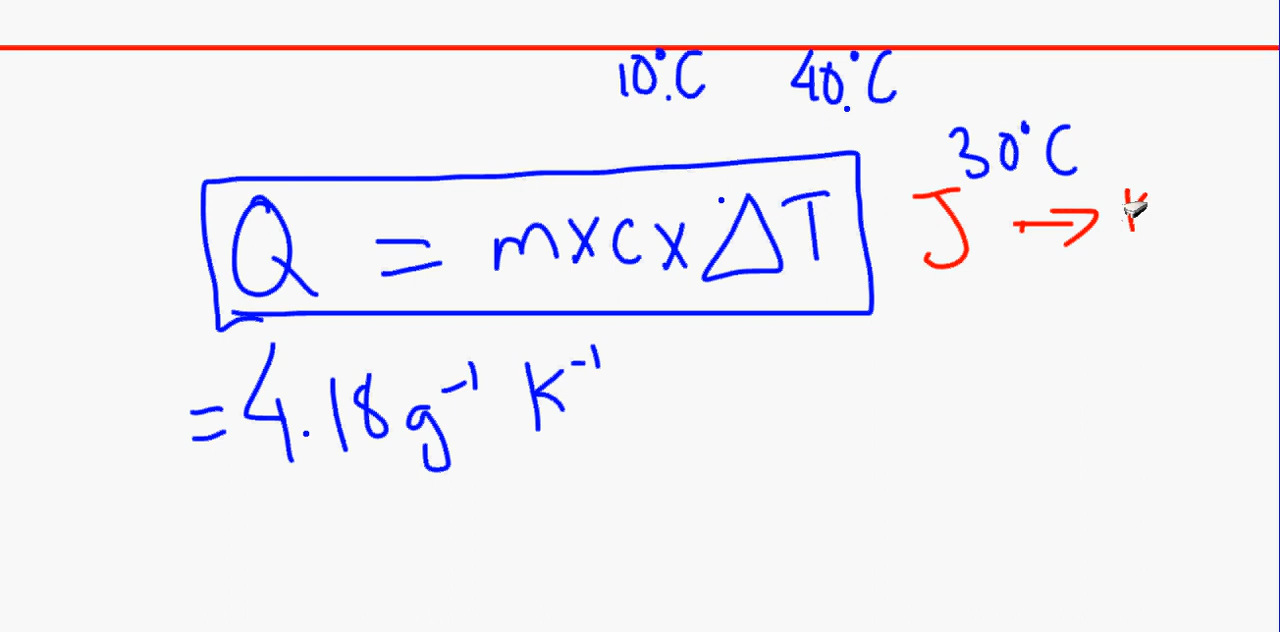 10°C 40°C
30°C
Q = m×c×ΔT J →
= 4.18 g⁻¹ K⁻¹